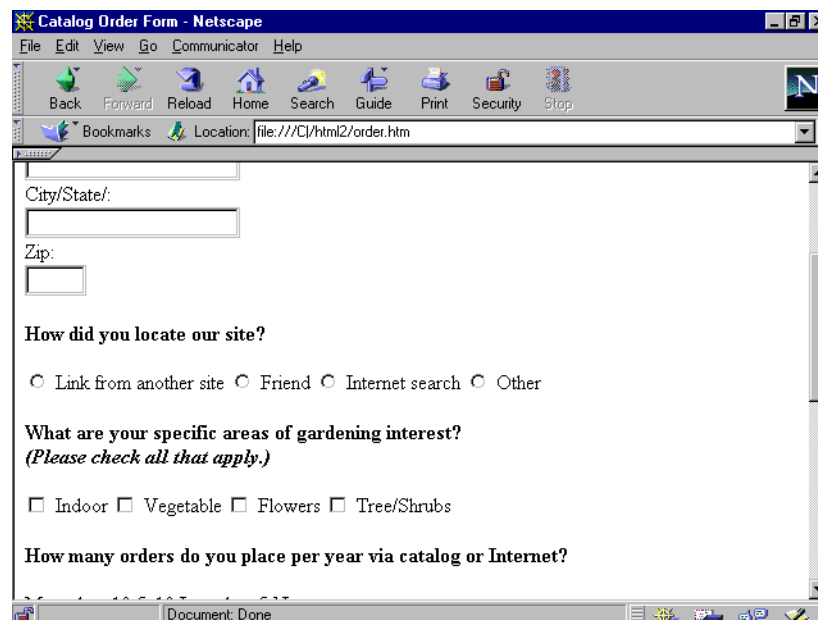 Catalog Order Form - Netscape
File Edit View Go Communicator Help
Back Forward Reload Home Search Guide Print Security Stop
N
Bookmarks Location: file:///C|/html2/order.htm
City/State/:
Zip:
How did you locate our site?
Link from another site Friend Internet search Other
What are your specific areas of gardening interest?
(Please check all that apply.)
Indoor Vegetable Flowers Tree/Shrubs
How many orders do you place per year via catalog or Internet?
Document: Done